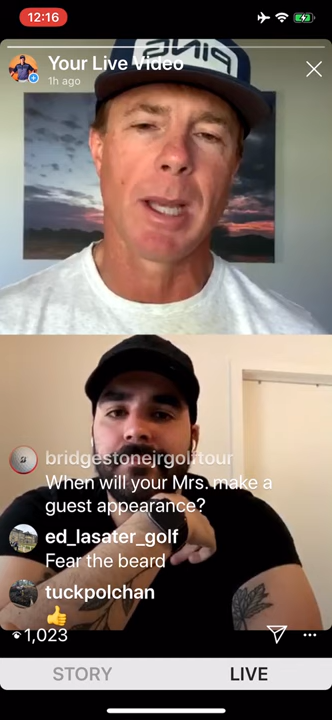 12:16
PING
Your Live Video
1h ago
bridgestonejrgolftour
When will your Mrs. make a
guest appearance?
ed_lasater_golf
Fear the beard
tuckpolchan
👍
1,023
STORY
LIVE